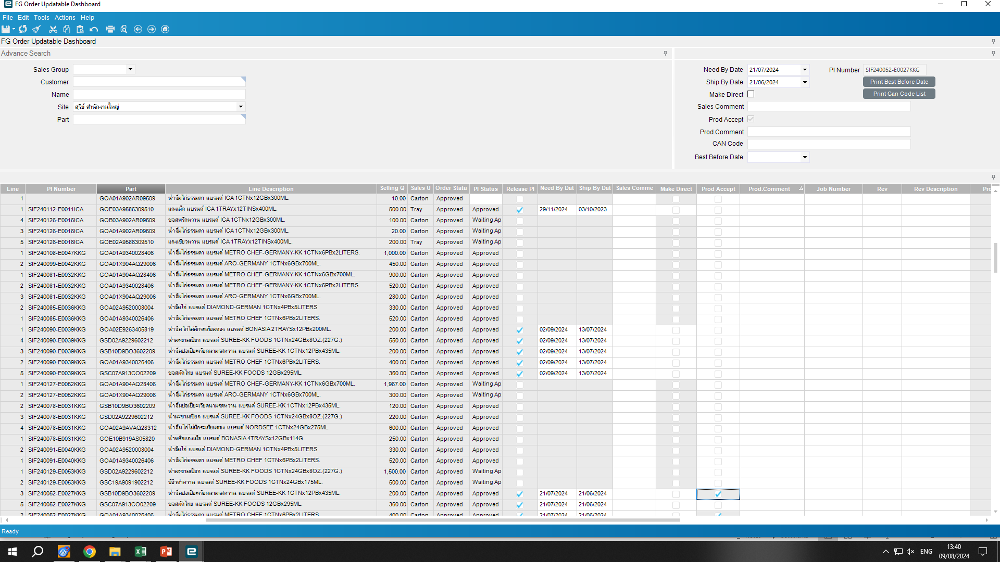 FG Order Updatable Dashboard
File Edit Tools Actions Help
FG Order Updatable Dashboard
Advance Search
Sales Group
Customer
Name
Site สุรีย์ สำนักงานใหญ่
Part
Need By Date 21/07/2024 PI Number SIF240052-E0027KKG
Ship By Date 21/06/2024 Print Best Before Date
Make Direct Print Can Code List
Sales Comment
Prod Accept
Prod.Comment
CAN Code
Best Before Date
Line PI Number Part Line Description Selling Q Sales U Order Statu PI Status Release PI Need By Dat Ship By Dat Sales Comme Make Direct Prod Accept Prod.Comment Job Number Rev Rev Description Pro
1 GOA01A902AR09509 น้ำจิ้มไก่ธรรมดา แบรนด์ ICA 1CTNx12GBx300ML. 10.00 Carton Approved
1 SIF240112-E0011ICA GOE03A9586309510 แกงเผ็ด แบรนด์ ICA 1TRAYx12TINSx400ML. 500.00 Tray Approved Approved 29/11/2024 03/10/2023
4 SIF240126-E0016ICA GOB03A902AR09509 ซอสพริกหวาน แบรนด์ ICA 1CTNx12GBx300ML. 100.00 Carton Approved Waiting Ap
3 SIF240126-E0016ICA GOA01A902AR09509 น้ำจิ้มไก่ธรรมดา แบรนด์ ICA 1CTNx12GBx300ML. 20.00 Carton Approved Waiting Ap
5 SIF240126-E0016ICA GOE02A9586309510 แกงเขียวหวาน แบรนด์ ICA 1TRAYx12TINSx400ML. 200.00 Tray Approved Waiting Ap
1 SIF240108-E0047KKG GOA01A9340028406 น้ำจิ้มไก่ธรรมดา แบรนด์ METRO CHEF-GERMANY-KK 1CTNx6PBx2LITERS. 1,000.00 Carton Approved Approved
2 SIF240099-E0042KKG GOA01X904AQ29006 น้ำจิ้มไก่ธรรมดา แบรนด์ ARO-GERMANY 1CTNx6GBx700ML. 450.00 Carton Approved Approved
1 SIF240081-E0032KKG GOA01A904AQ28406 น้ำจิ้มไก่ธรรมดา แบรนด์ METRO CHEF-GERMANY-KK 1CTNx6GBx700ML. 900.00 Carton Approved Approved
2 SIF240081-E0032KKG GOA01A9340028406 น้ำจิ้มไก่ธรรมดา แบรนด์ METRO CHEF-GERMANY-KK 1CTNx6PBx2LITERS. 520.00 Carton Approved Approved
3 SIF240081-E0032KKG GOA01X904AQ29006 น้ำจิ้มไก่ธรรมดา แบรนด์ ARO-GERMANY 1CTNx6GBx700ML. 280.00 Carton Approved Approved
2 SIF240085-E0036KKG GOA02A9520008004 น้ำจิ้มไก่ แบรนด์ DIAMOND-GERMAN 1CTNx4PBx5LITERS 330.00 Carton Approved Approved
1 SIF240085-E0036KKG GOA01A9340026406 น้ำจิ้มไก่ธรรมดา แบรนด์ METRO CHEF 1CTNx6PBx2LITERS. 520.00 Carton Approved Approved
1 SIF240090-E0039KKG GOA02E9263405819 น้ำจิ้มไก่ไม่มีกระเทียมดอง แบรนด์ BONASIA 2TRAYSx12PBx200ML. 200.00 Carton Approved Approved 02/09/2024 13/07/2024
4 SIF240090-E0039KKG GSD02A9229602212 น้ำมะขามเปียก แบรนด์ SUREE-KK FOODS 1CTNx24GBx8OZ.(227G.) 550.00 Carton Approved Approved 02/09/2024 13/07/2024
3 SIF240090-E0039KKG GSB10D9BO3602209 น้ำจิ้มปอเปี๊ยะเวียดนามรสหวาน แบรนด์ SUREE-KK 1CTNx12PBx435ML. 200.00 Carton Approved Approved 02/09/2024 13/07/2024
2 SIF240090-E0039KKG GOA01A9340026406 น้ำจิ้มไก่ธรรมดา แบรนด์ METRO CHEF 1CTNx6PBx2LITERS. 400.00 Carton Approved Approved 02/09/2024 13/07/2024
5 SIF240090-E0039KKG GSC07A913CO02209 ซอสผัดไทย แบรนด์ SUREE-KK FOODS 12GBx295ML. 360.00 Carton Approved Approved 02/09/2024 13/07/2024
1 SIF240127-E0052KKG GOA01A904AQ28406 น้ำจิ้มไก่ธรรมดา แบรนด์ METRO CHEF-GERMANY-KK 1CTNx6GBx700ML. 1,967.00 Carton Approved Waiting Ap
2 SIF240127-E0052KKG GOA01X904AQ29006 น้ำจิ้มไก่ธรรมดา แบรนด์ ARO-GERMANY 1CTNx6GBx700ML. 300.00 Carton Approved Waiting Ap
2 SIF240078-E0031KKG GSB10D9BO3602209 น้ำจิ้มปอเปี๊ยะเวียดนามรสหวาน แบรนด์ SUREE-KK 1CTNx12PBx435ML. 120.00 Carton Approved Approved
3 SIF240078-E0031KKG GSD02A9229602212 น้ำมะขามเปียก แบรนด์ SUREE-KK FOODS 1CTNx24GBx8OZ.(227G.) 220.00 Carton Approved Approved
4 SIF240078-E0031KKG GOA02A9AVAQ28312 น้ำจิ้มไก่ไม่มีกระเทียมดอง แบรนด์ NORDSEE 1CTNx24GBx275ML. 600.00 Carton Approved Approved
1 SIF240078-E0031KKG GOE10B919AS05820 น้ำพริกแกงเผ็ด แบรนด์ BONASIA 4TRAYSx12GBx114G. 250.00 Carton Approved Approved
2 SIF240091-E0040KKG GOA02A9520008004 น้ำจิ้มไก่ แบรนด์ DIAMOND-GERMAN 1CTNx4PBx5LITERS 330.00 Carton Approved Approved
1 SIF240091-E0040KKG GOA01A9340026406 น้ำจิ้มไก่ธรรมดา แบรนด์ METRO CHEF 1CTNx6PBx2LITERS. 520.00 Carton Approved Approved
1 SIF240129-E0053KKG GSD02A9229602212 น้ำมะขามเปียก แบรนด์ SUREE-KK FOODS 1CTNx24GBx8OZ.(227G.) 1,500.00 Carton Approved Waiting Ap
2 SIF240129-E0053KKG GSC19A9091902212 ซีอิ๊วดำหวาน แบรนด์ SUREE-KK FOODS 1CTNx24GBx175ML. 500.00 Carton Approved Waiting Ap
3 SIF240052-E0027KKG GSB10D9BO3602209 น้ำจิ้มปอเปี๊ยะเวียดนามรสหวาน แบรนด์ SUREE-KK 1CTNx12PBx435ML. 200.00 Carton Approved Approved 21/07/2024 21/06/2024
5 SIF240052-E0027KKG GSC07A913CO02209 ซอสผัดไทย แบรนด์ SUREE-KK FOODS 12GBx295ML. 360.00 Carton Approved Approved 21/07/2024 21/06/2024
2 SIF240052-E0027KKG GOA01A9340026406 น้ำจิ้มไก่ธรรมดา แบรนด์ METRO CHEF 1CTNx6PBx2LITERS. 400.00 Carton Approved Approved 21/07/2024 21/06/2024
Ready
ENG 13:40
09/08/2024